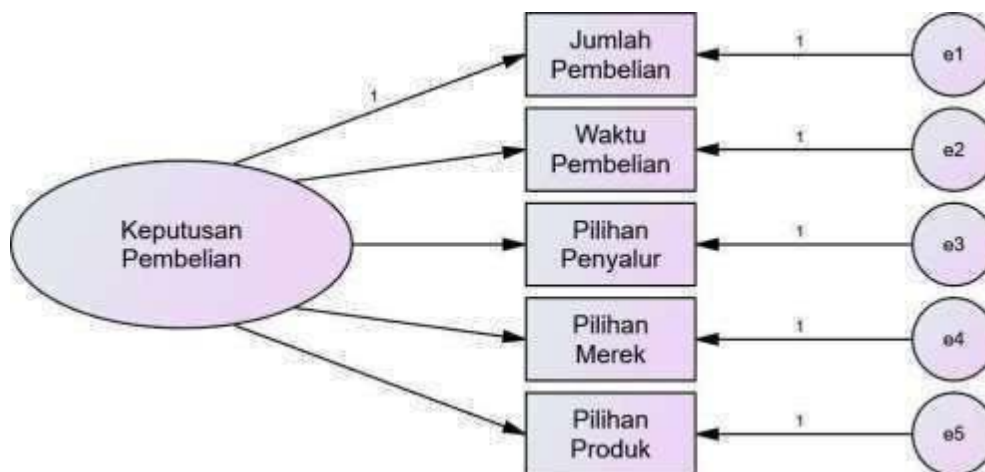 Jumlah
Pembelian
1
e1
1
Waktu
Pembelian
1
e2
Keputusan
Pembelian
Pilihan
Penyalur
1
e3
Pilihan
Merek
1
e4
Pilihan
Produk
1
e5